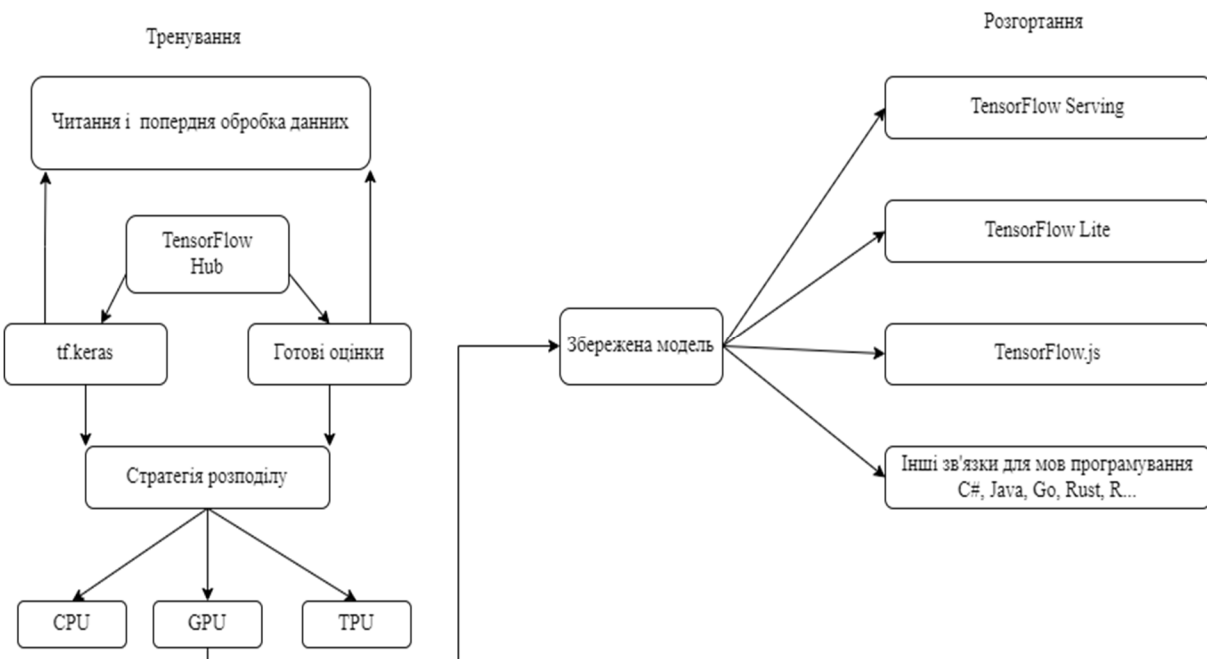 Тренування
Розгортання
Читання і попердня обробка данних
TensorFlow
Hub
tf.keras
Готові оцінки
Стратегія розподілу
CPU
GPU
TPU
Збережена модель
TensorFlow Serving
TensorFlow Lite
TensorFlow.js
Інші зв'язки для мов програмування
C#, Java, Go, Rust, R...